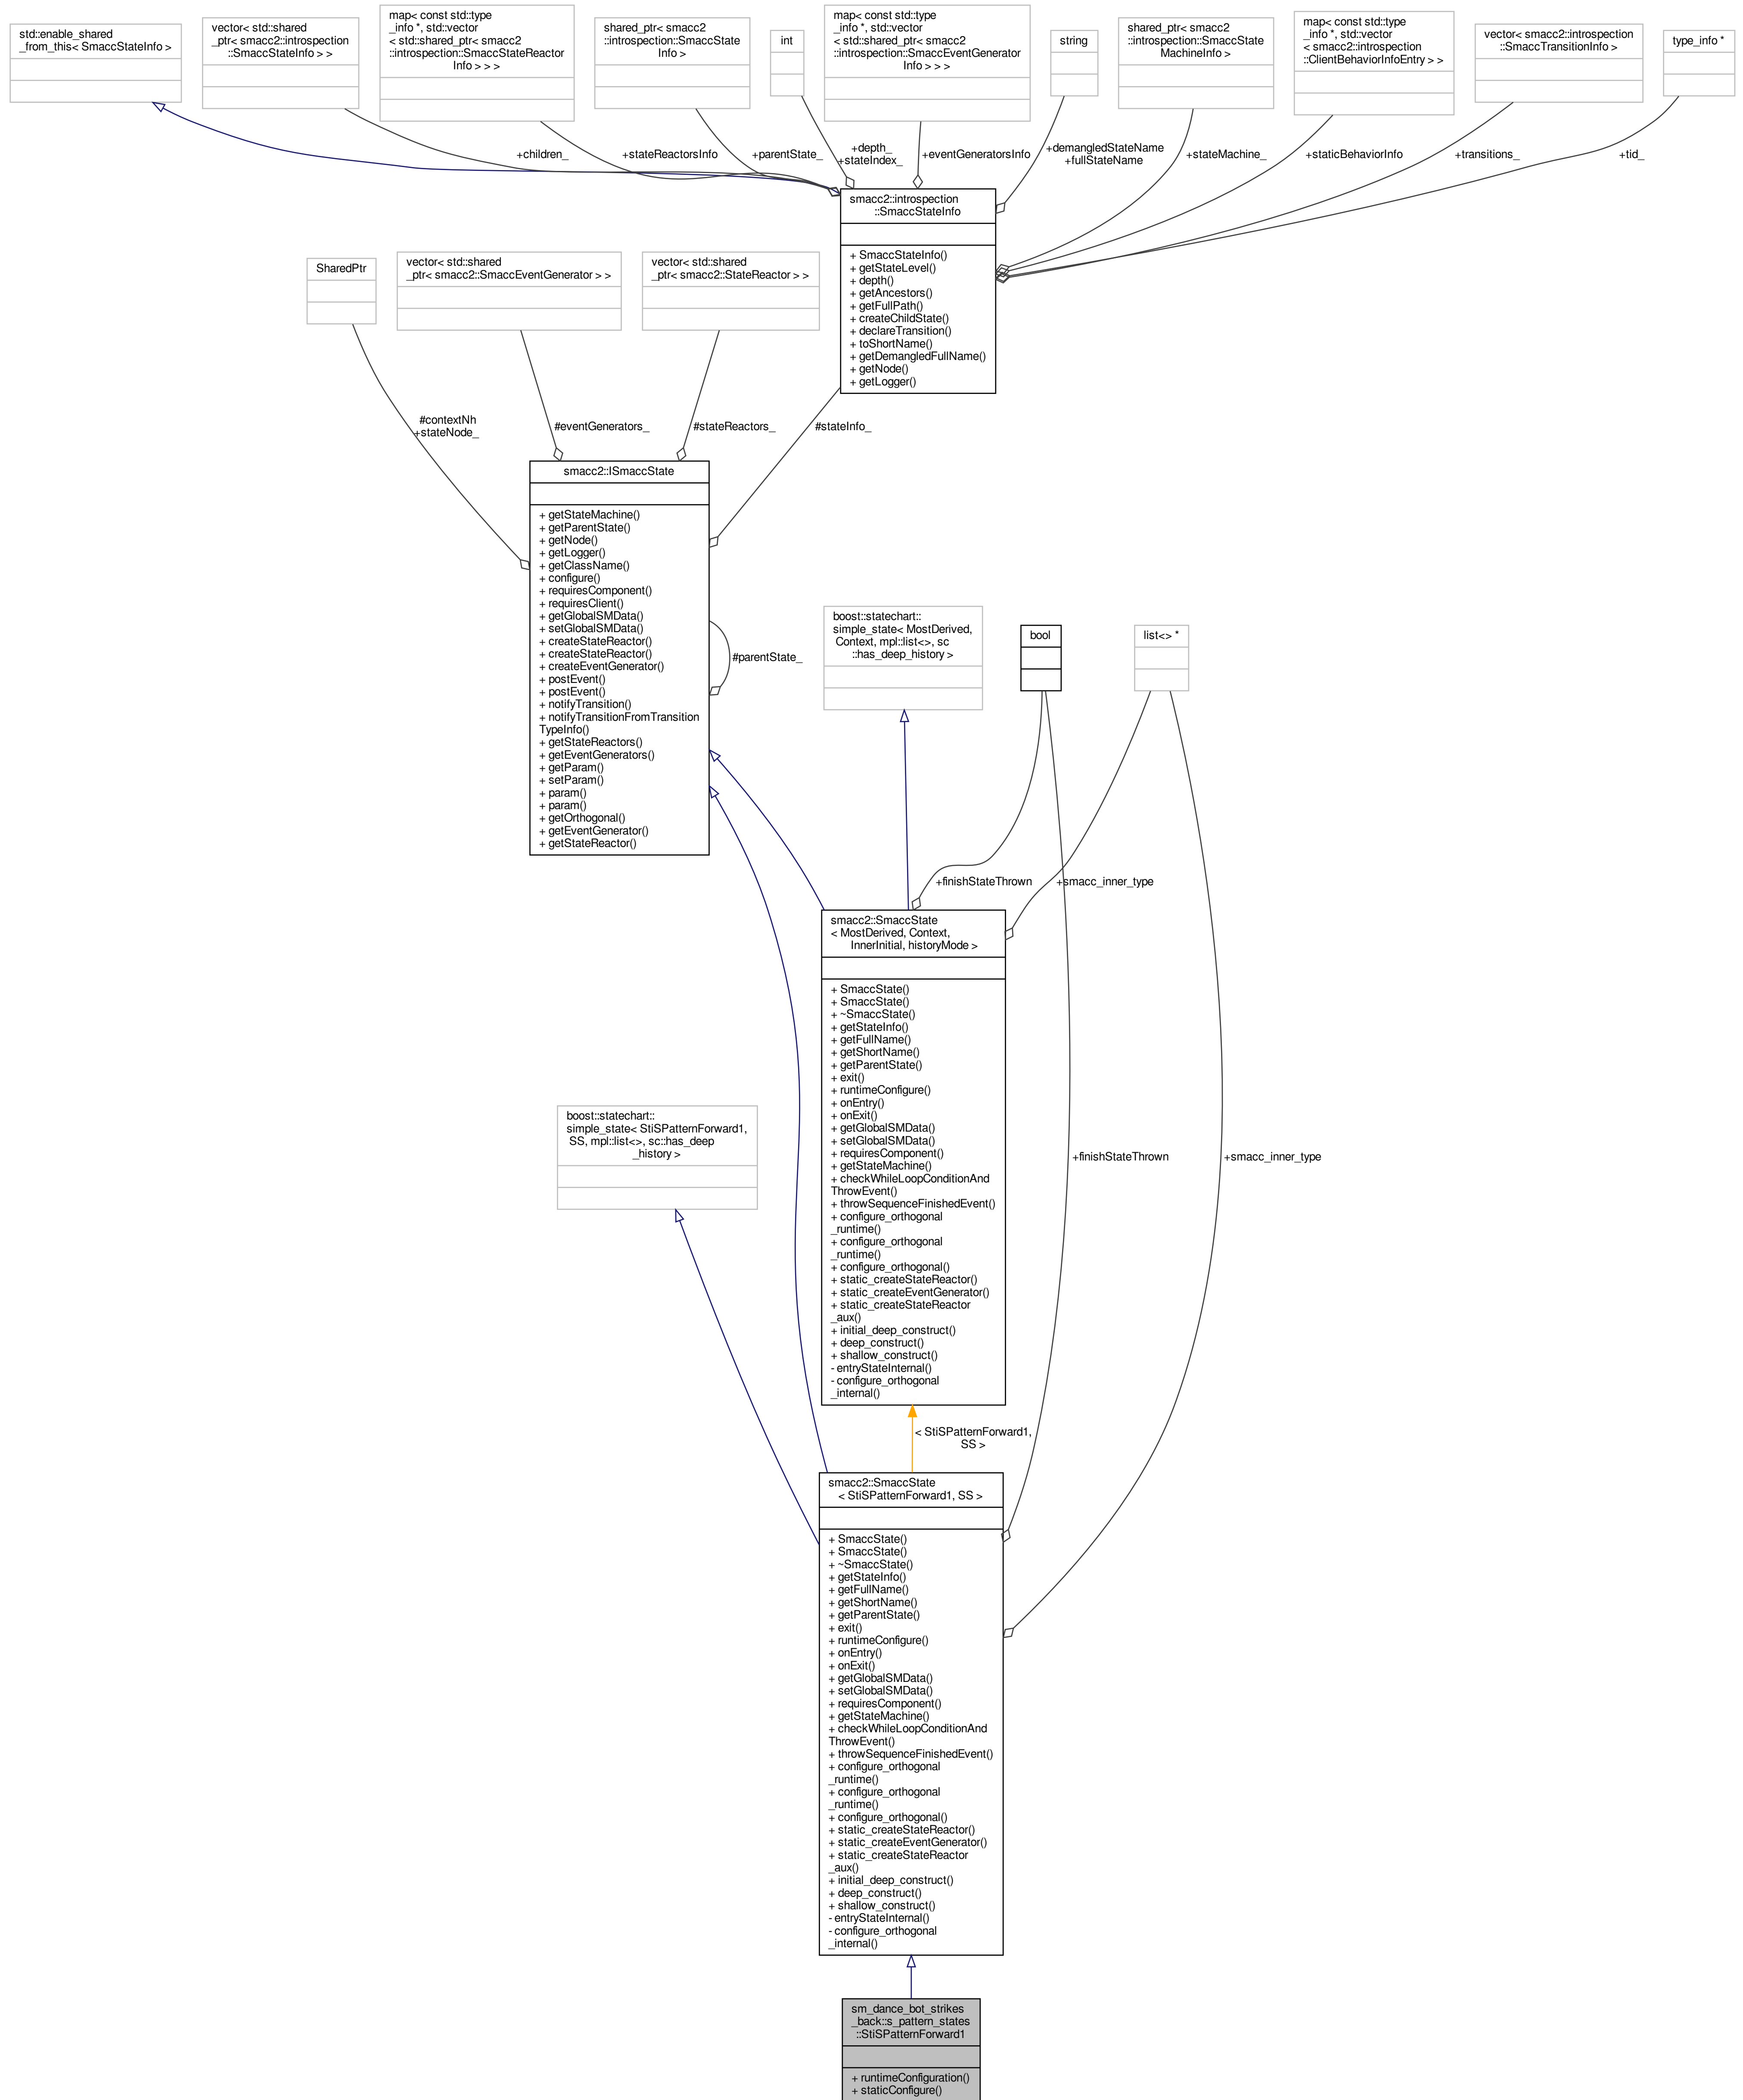 std::enable_shared
_from_this< SmaccStateInfo >
vector< std::shared
_ptr< smacc2::introspection
::SmaccStateInfo > >
map< const std::type
_info *, std::vector
< std::shared_ptr< smacc2
::introspection::SmaccStateReactor
Info > > >
shared_ptr< smacc2
::introspection::SmaccState
Info >
int
map< const std::type
_info *, std::vector
< std::shared_ptr< smacc2
::introspection::SmaccEventGenerator
Info > > >
string
shared_ptr< smacc2
::introspection::SmaccState
MachineInfo >
map< const std::type
_info *, std::vector
< smacc2::introspection
::ClientBehaviorInfoEntry > >
vector< smacc2::introspection
::SmaccTransitionInfo >
type_info *
+children_
+stateReactorsInfo
+parentState_
+depth_
+stateIndex_
+eventGeneratorsInfo
+demangledStateName
+fullStateName
+stateMachine_
+staticBehaviorInfo
+transitions_
+tid_
smacc2::introspection
::SmaccStateInfo
+ SmaccStateInfo()
+ getStateLevel()
+ depth()
+ getAncestors()
+ getFullPath()
+ createChildState()
+ declareTransition()
+ toShortName()
+ getDemangledFullName()
+ getNode()
+ getLogger()
SharedPtr
vector< std::shared
_ptr< smacc2::SmaccEventGenerator > >
vector< std::shared
_ptr< smacc2::StateReactor > >
#contextNh
+stateNode_
#eventGenerators_
#stateReactors_
#stateInfo_
smacc2::ISmaccState
+ getStateMachine()
+ getParentState()
+ getNode()
+ getLogger()
+ getClassName()
+ configure()
+ requiresComponent()
+ requiresClient()
+ getGlobalSMData()
+ setGlobalSMData()
+ createStateReactor()
+ createStateReactor()
+ createEventGenerator()
+ postEvent()
+ postEvent()
+ notifyTransition()
+ notifyTransitionFromTransition
TypeInfo()
+ getStateReactors()
+ getEventGenerators()
+ getParam()
+ setParam()
+ param()
+ param()
+ getOrthogonal()
+ getEventGenerator()
+ getStateReactor()
#parentState_
boost::statechart::
simple_state< MostDerived,
Context, mpl::list<>, sc
::has_deep_history >
bool
list<> *
+finishStateThrown
+smacc_inner_type
smacc2::SmaccState
< MostDerived, Context,
InnerInitial, historyMode >
+ SmaccState()
+ SmaccState()
+ ~SmaccState()
+ getStateInfo()
+ getFullName()
+ getShortName()
+ getParentState()
+ exit()
+ runtimeConfigure()
+ onEntry()
+ onExit()
+ getGlobalSMData()
+ setGlobalSMData()
+ requiresComponent()
+ getStateMachine()
+ checkWhileLoopConditionAnd
ThrowEvent()
+ throwSequenceFinishedEvent()
+ configure_orthogonal
_runtime()
+ configure_orthogonal
_runtime()
+ configure_orthogonal()
+ static_createStateReactor()
+ static_createEventGenerator()
+ static_createStateReactor
_aux()
+ initial_deep_construct()
+ deep_construct()
+ shallow_construct()
- entryStateInternal()
- configure_orthogonal
_internal()
boost::statechart::
simple_state< StiSPatternForward1,
SS, mpl::list<>, sc::has_deep
_history >
+finishStateThrown
+smacc_inner_type
< StiSPatternForward1,
SS >
smacc2::SmaccState
< StiSPatternForward1, SS >
+ SmaccState()
+ SmaccState()
+ ~SmaccState()
+ getStateInfo()
+ getFullName()
+ getShortName()
+ getParentState()
+ exit()
+ runtimeConfigure()
+ onEntry()
+ onExit()
+ getGlobalSMData()
+ setGlobalSMData()
+ requiresComponent()
+ getStateMachine()
+ checkWhileLoopConditionAnd
ThrowEvent()
+ throwSequenceFinishedEvent()
+ configure_orthogonal
_runtime()
+ configure_orthogonal
_runtime()
+ configure_orthogonal()
+ static_createStateReactor()
+ static_createEventGenerator()
+ static_createStateReactor
_aux()
+ initial_deep_construct()
+ deep_construct()
+ shallow_construct()
- entryStateInternal()
- configure_orthogonal
_internal()
sm_dance_bot_strikes
_back::s_pattern_states
::StiSPatternForward1
+ runtimeConfiguration()
+ staticConfigure()